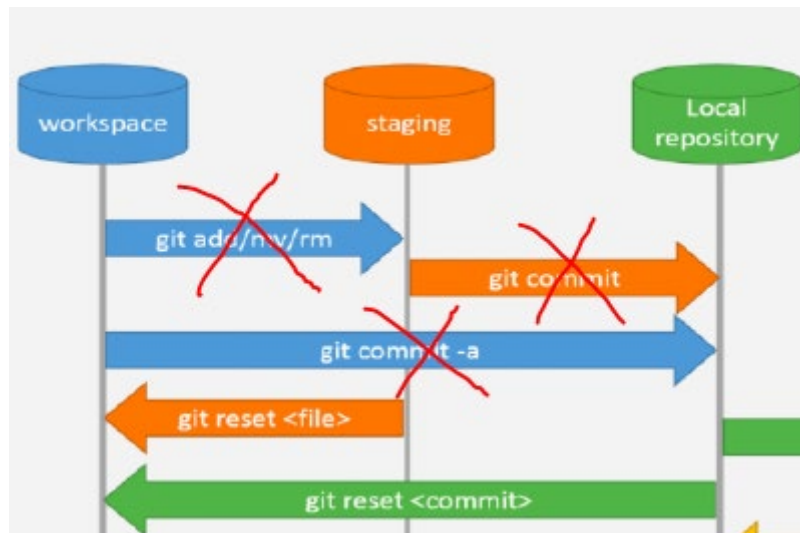 workspace
staging
Local
repository
git add/mv/rm
git commit
git commit -a
git reset <file>
git reset <commit>